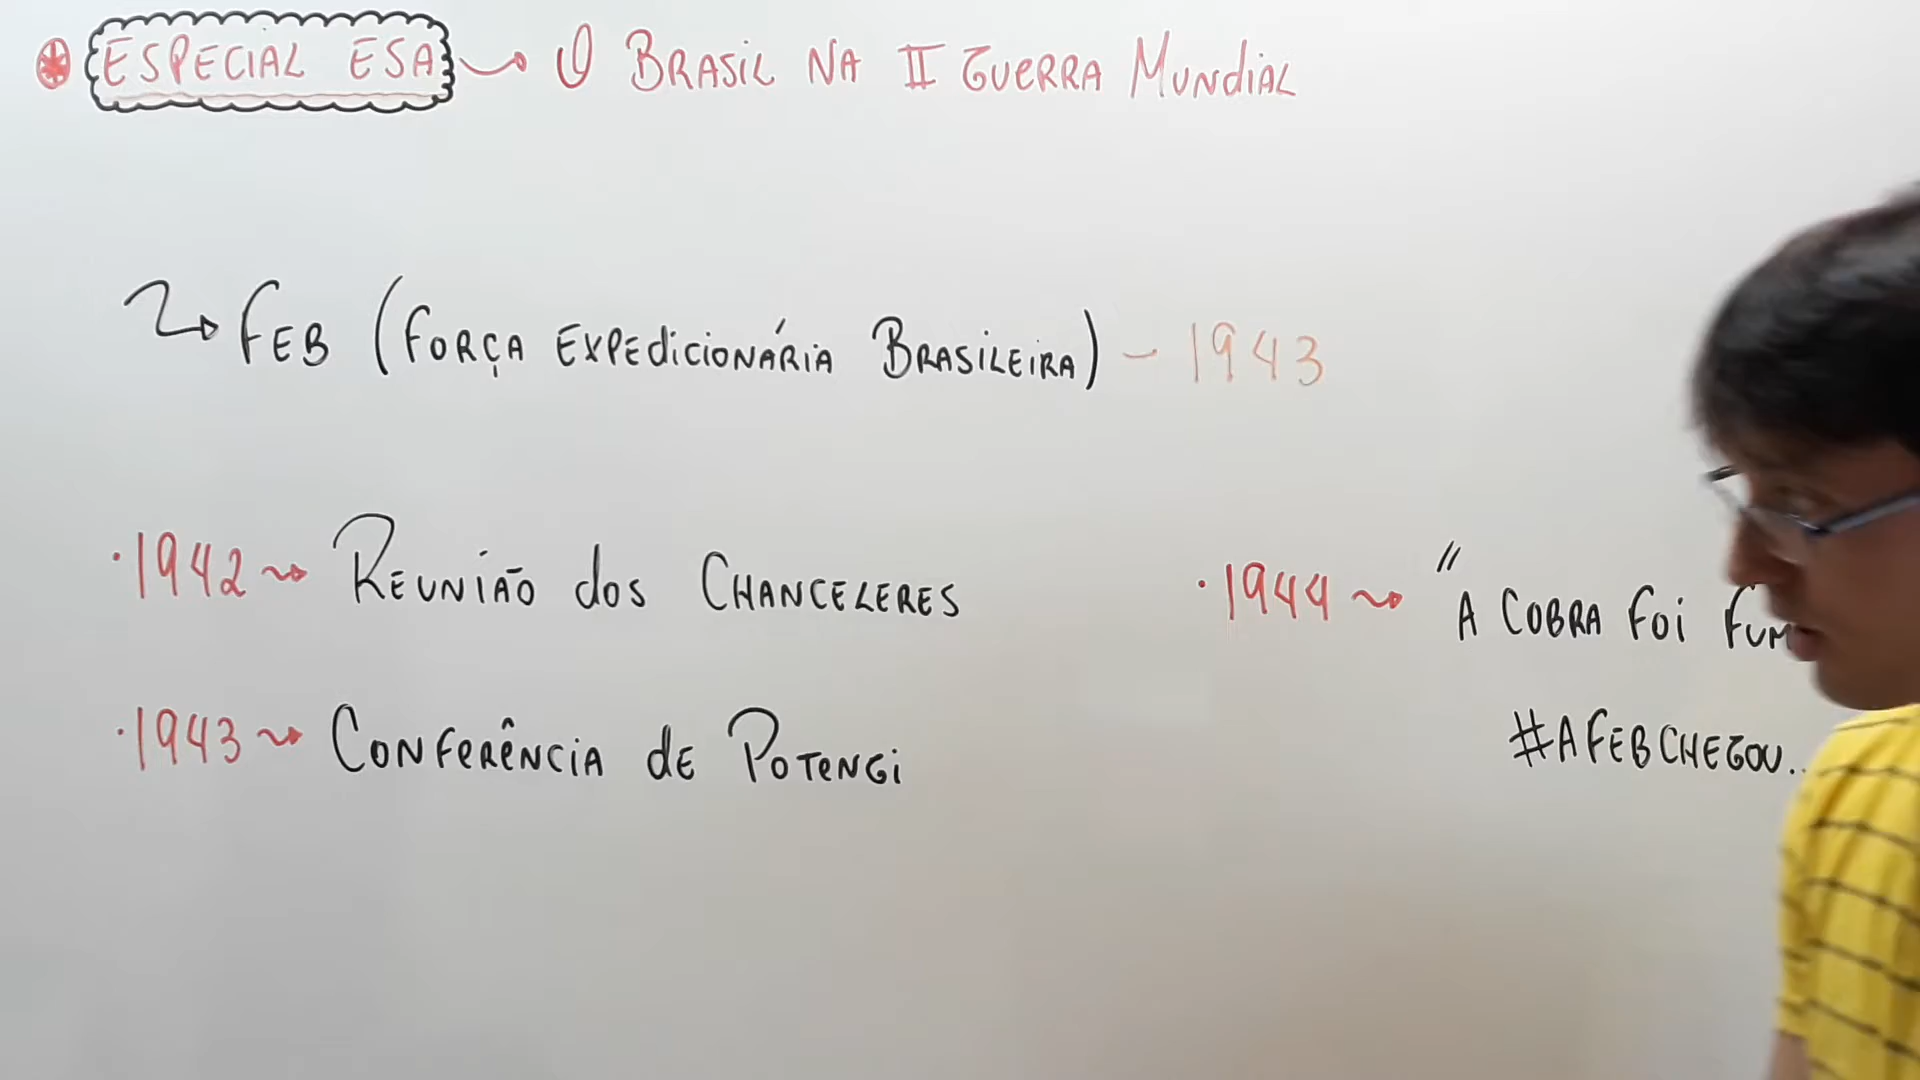 ESPECIAL ESA O BRASIL NA II GUERRA MUNDIAL
FEB (FORÇA EXPEDICIONÁRIA BRASILEIRA) - 1943
·1942 REUNIÃO dos CHANCELERES
·1943 CONFERÊNCIA dE POTENGI
·1944 "A COBRA FOI
#AFEBCHEGOU..